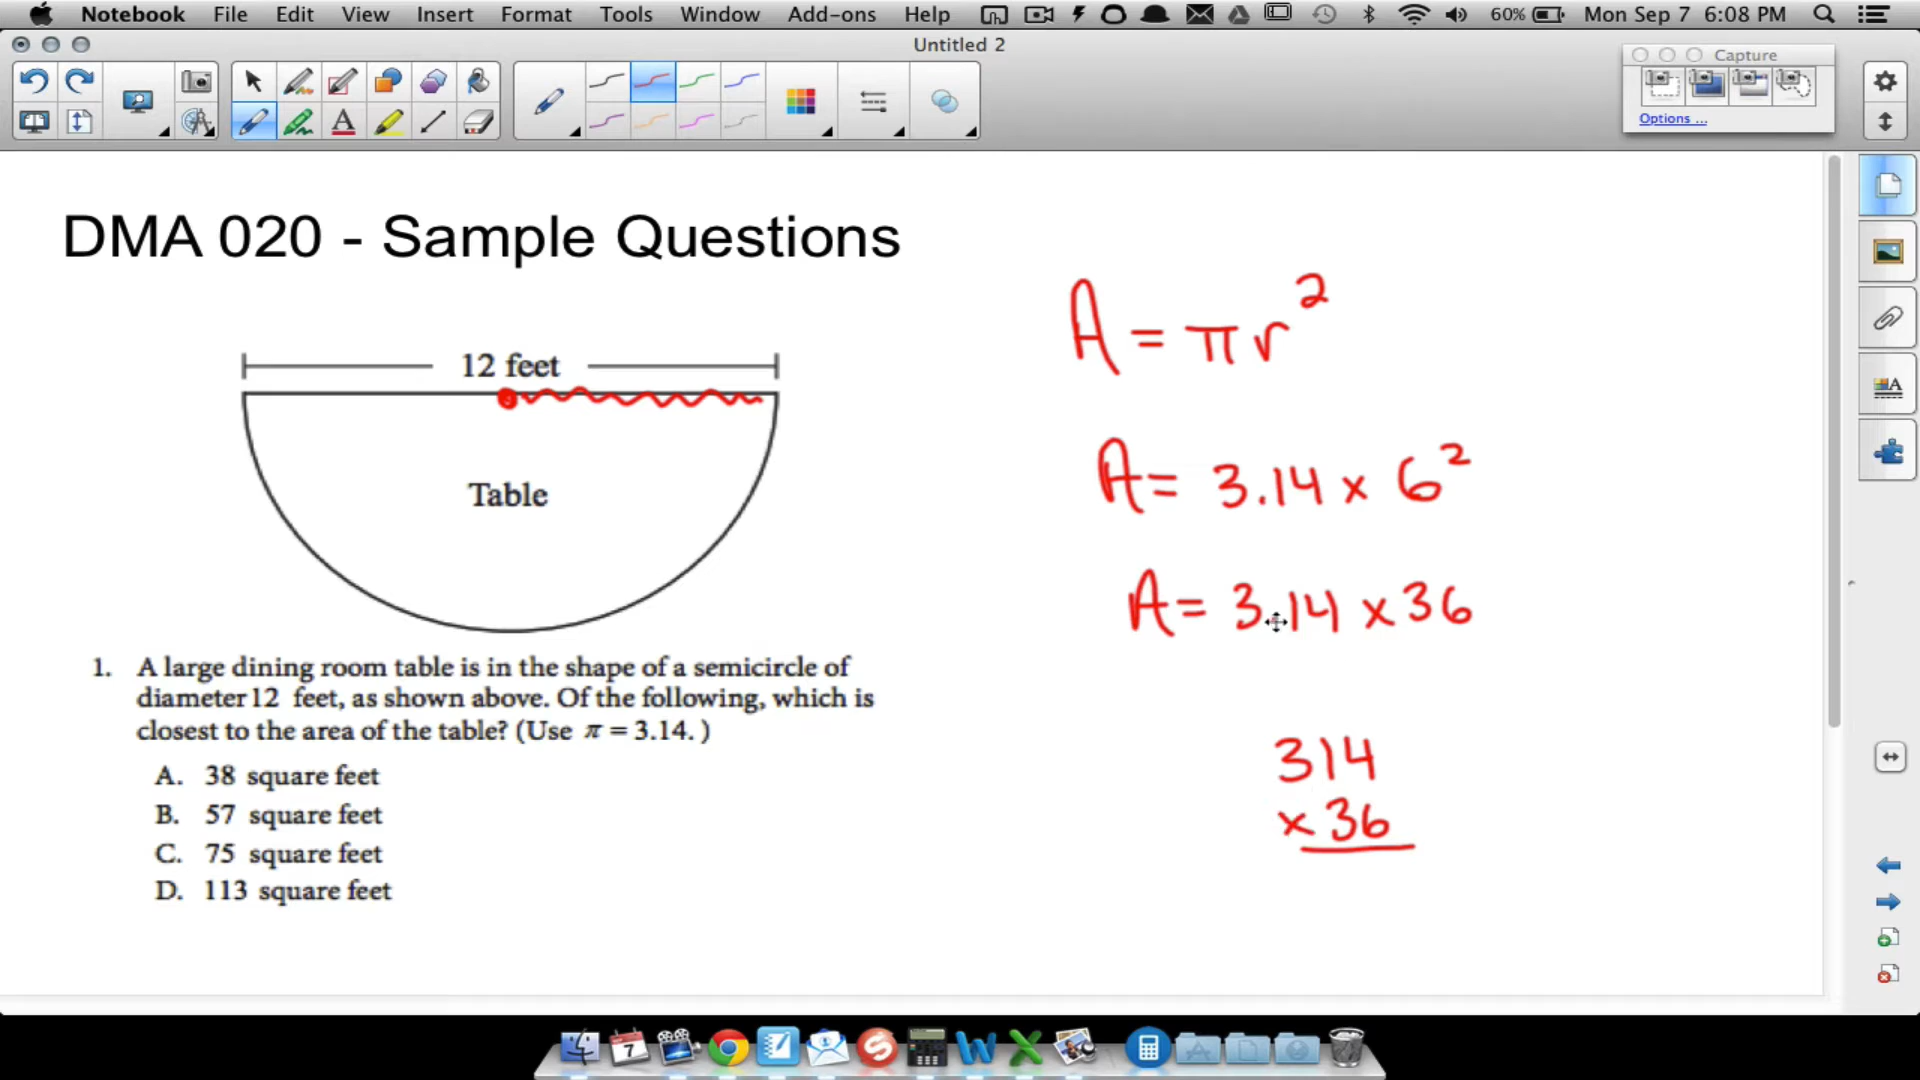 Notebook File Edit View Insert Format Tools Window Add-ons Help 60% Mon Sep 7 6:08 PM
Untitled 2
Capture
Options ...
DMA 020 - Sample Questions
12 feet
Table
1. A large dining room table is in the shape of a semicircle of
diameter 12 feet, as shown above. Of the following, which is
closest to the area of the table? (Use π = 3.14. )
A. 38 square feet
B. 57 square feet
C. 75 square feet
D. 113 square feet
A = πr²
A = 3.14 x 6²
A = 3.14 x 36
314
x 36
7